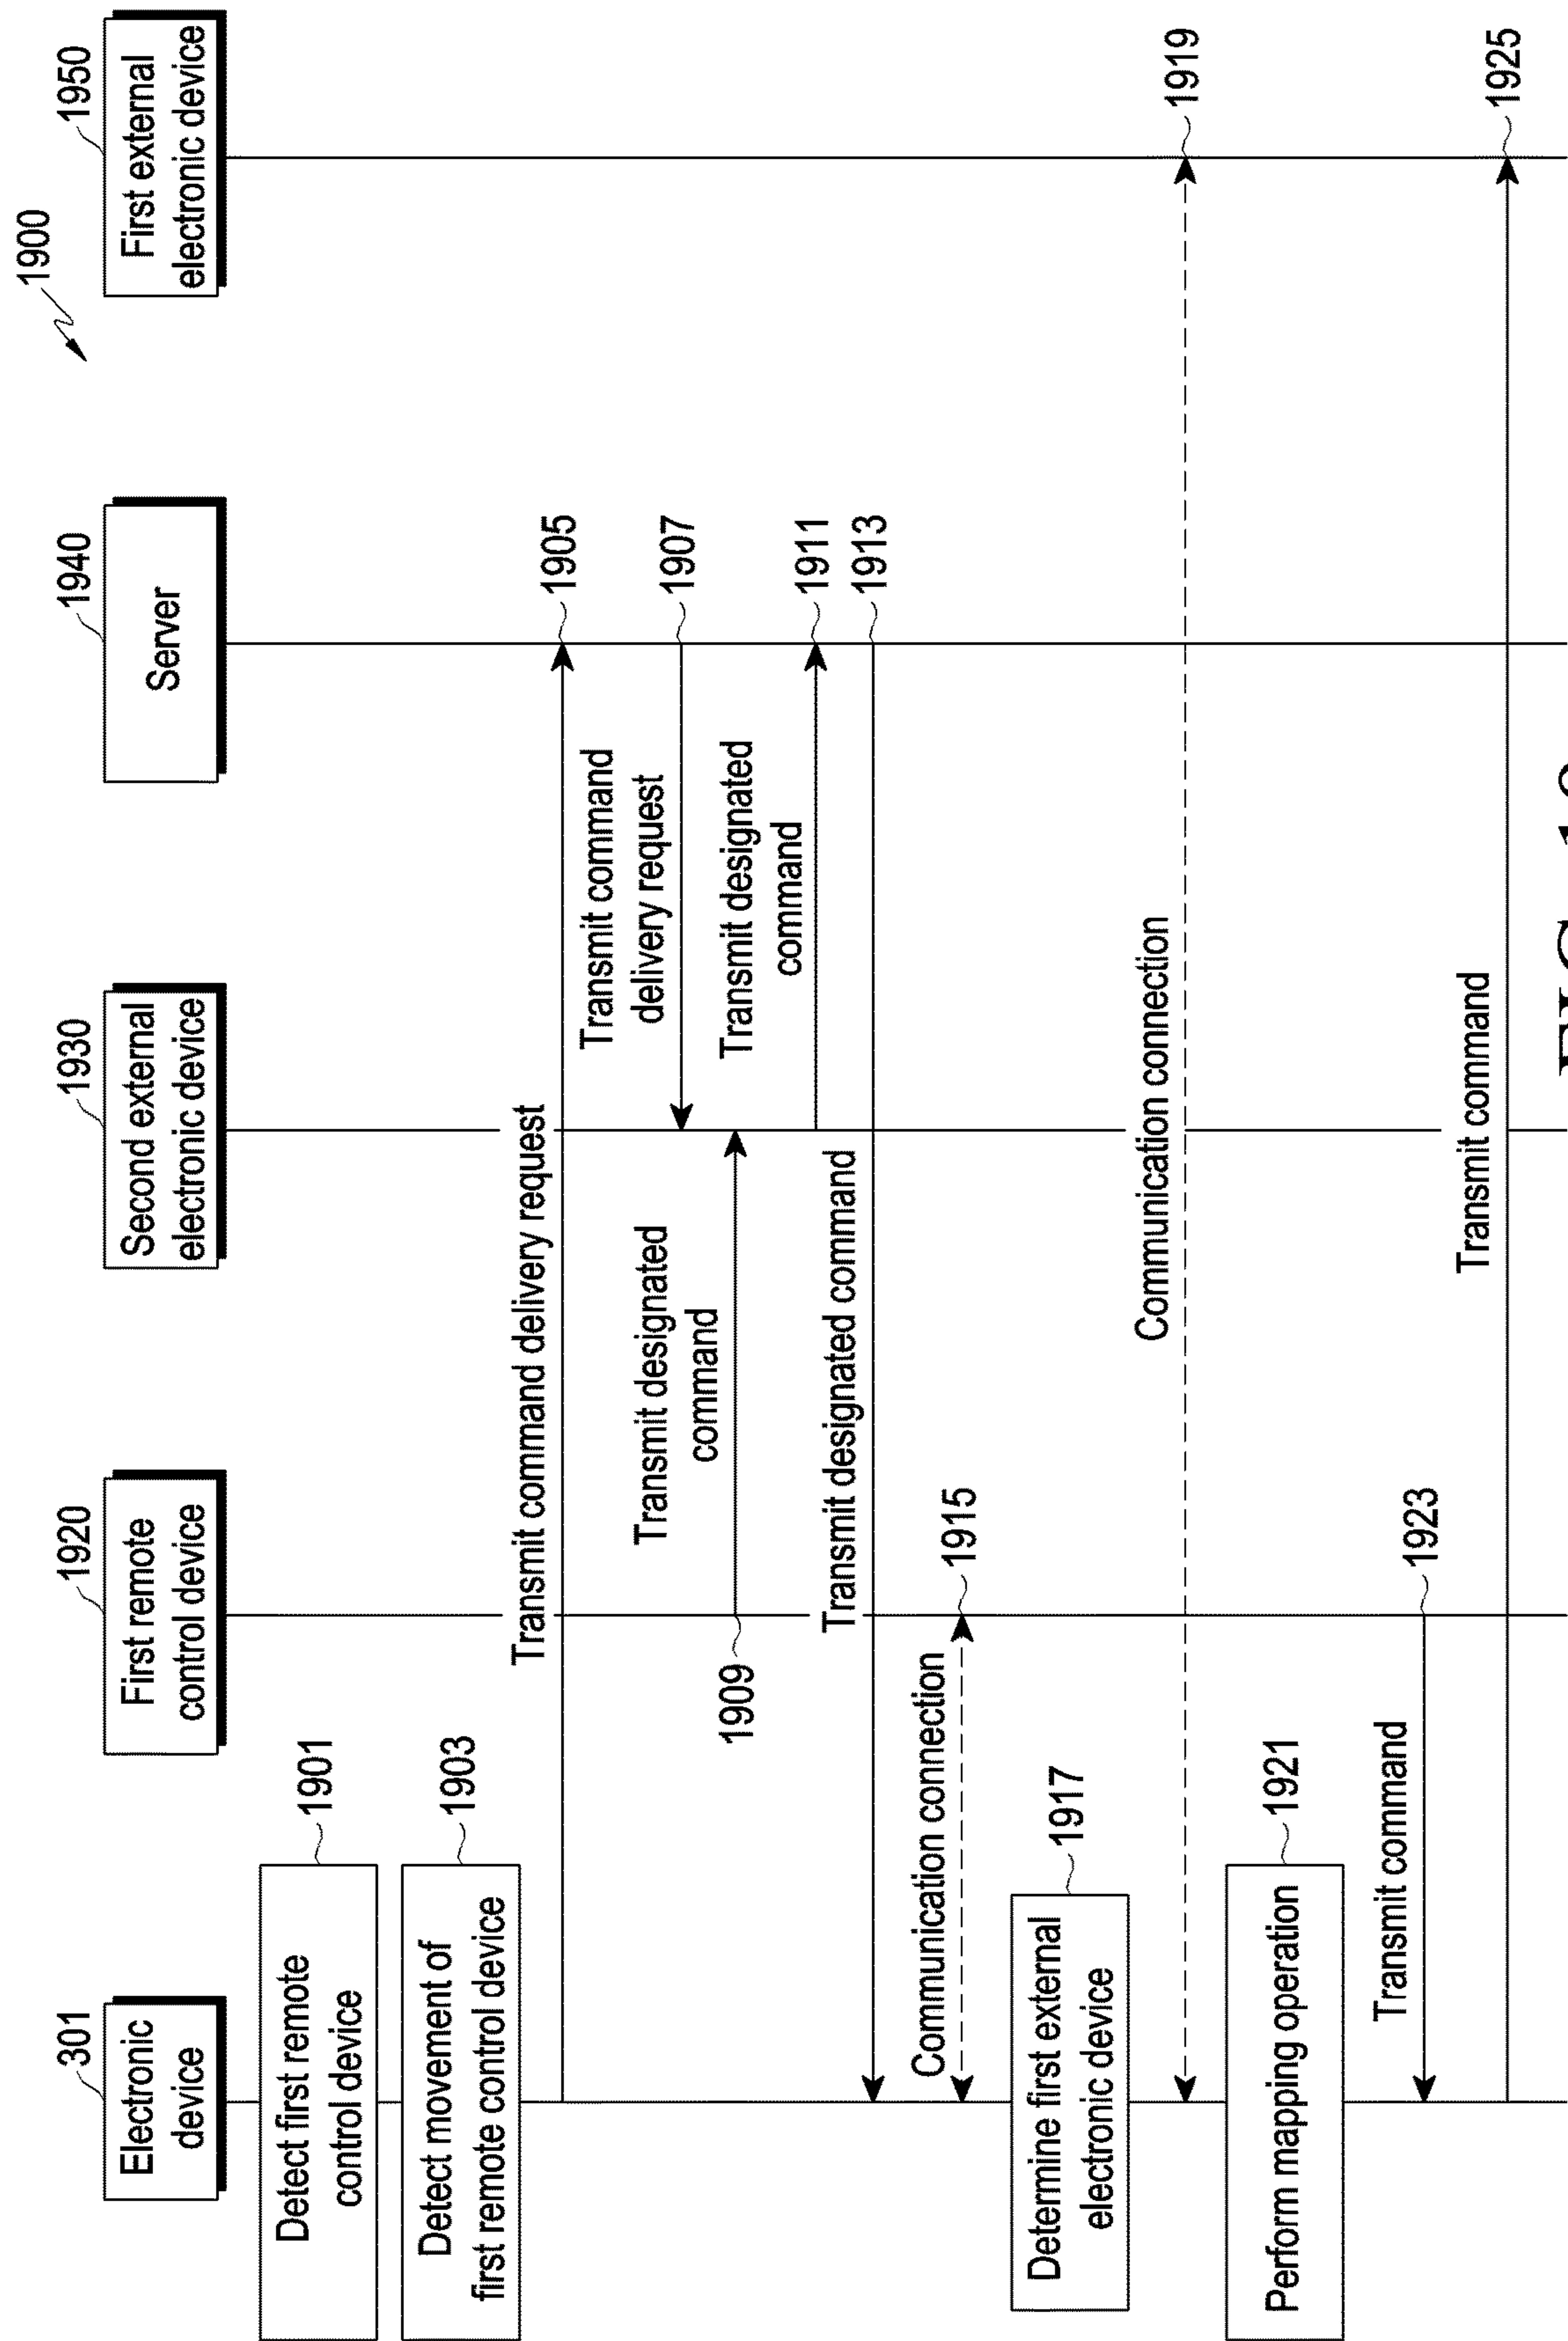 1900
301
Electronic
device
1920
First remote
control device
1930
Second external
electronic device
1940
Server
1950
First external
electronic device
Detect first remote
control device
1901
Detect movement of
first remote control device
1903
Transmit command delivery request
1905
Transmit command
delivery request
1907
Transmit designated
command
1909
Transmit designated
command
1911
Transmit designated command
1913
Communication connection
1915
Determine first external
electronic device
1917
Communication connection
1919
Perform mapping operation
1921
Transmit command
1923
Transmit command
1925